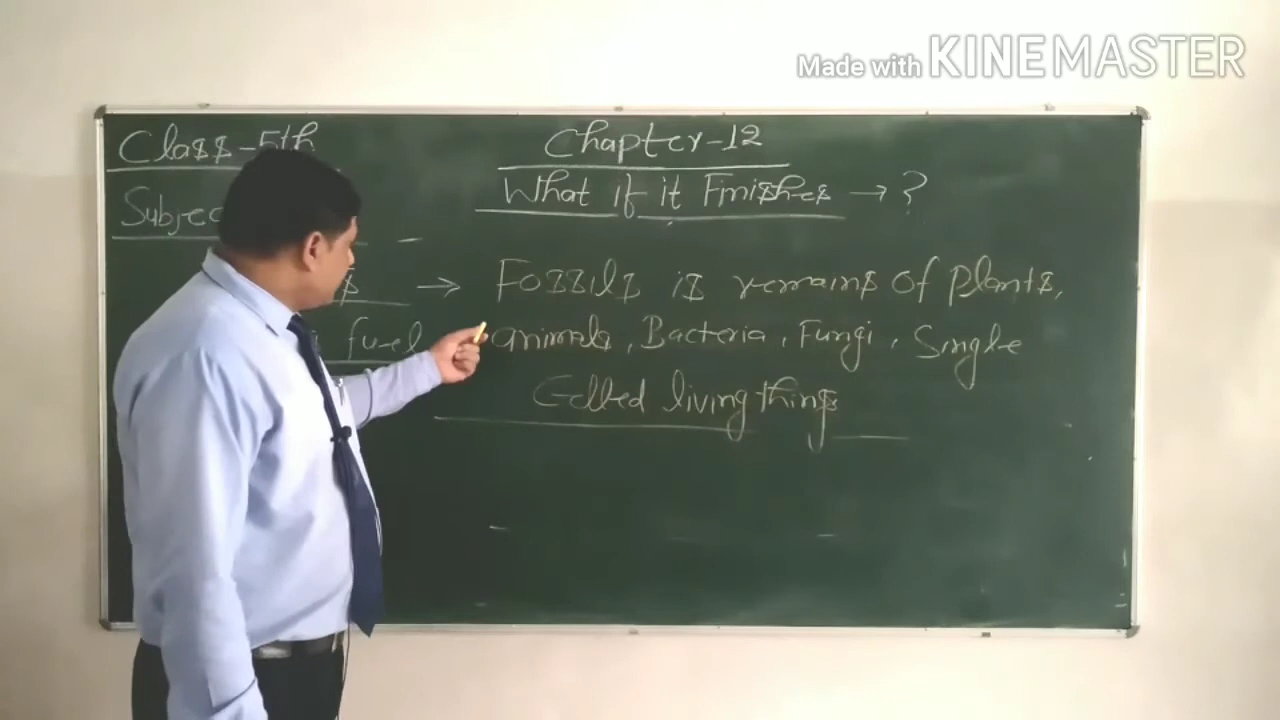 Made with KINEMASTER
Class-5th
Chapter-12
What if it Finishes → ?
→ Fossils is remains of plants,
fuel animals, Bacteria, Fungi, Single
Celled living things